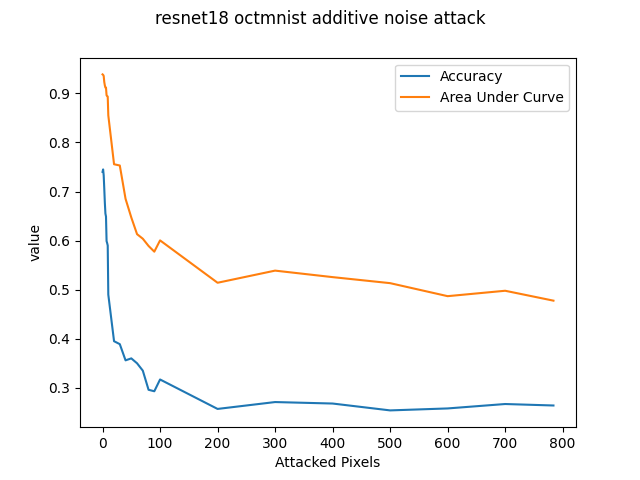 resnet18 octmnist additive noise attack
Accuracy
Area Under Curve
value
0.9
0.8
0.7
0.6
0.5
0.4
0.3
0 100 200 300 400 500 600 700 800
Attacked Pixels